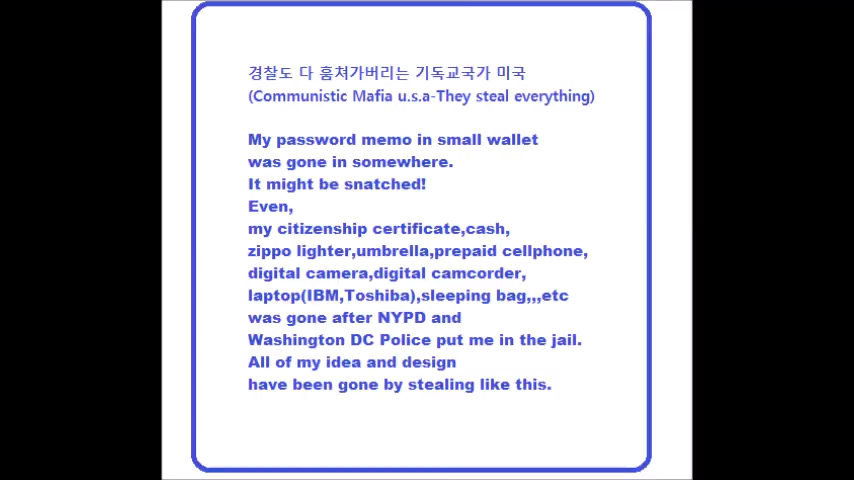 경찰도 다 훔쳐가버리는 기독교국가 미국
(Communistic Mafia u.s.a-They steal everything)
My password memo in small wallet
was gone in somewhere.
It might be snatched!
Even,
my citizenship certificate,cash,
zippo lighter,umbrella,prepaid cellphone,
digital camera,digital camcorder,
laptop(IBM,Toshiba),sleeping bag,,,etc
was gone after NYPD and
Washington DC Police put me in the jail.
All of my idea and design
have been gone by stealing like this.